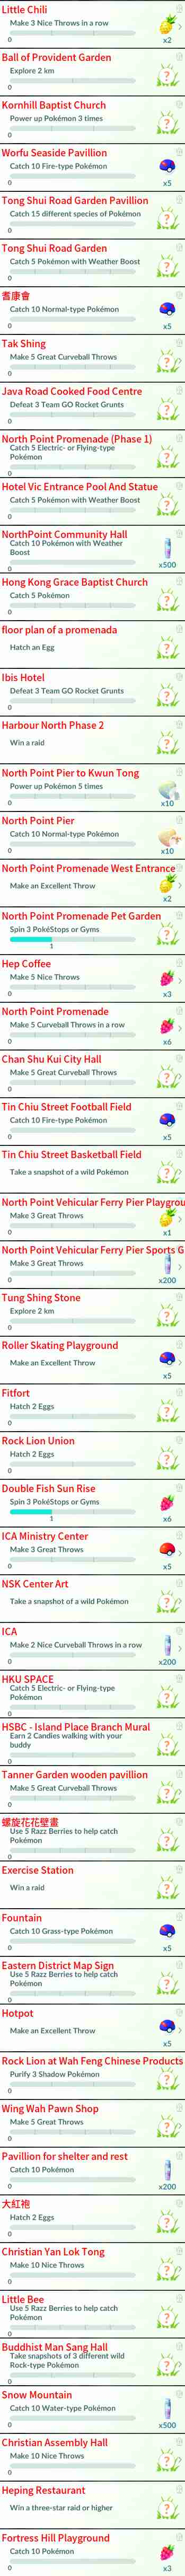 Little Chili
Make 3 Nice Throws in a row
0
x2
Ball of Provident Garden
Explore 2 km
0
Kornhill Baptist Church
Power up Pokémon 3 times
0
Worfu Seaside Pavillion
Catch 10 Fire-type Pokémon
0
x5
Tong Shui Road Garden Pavillion
Catch 15 different species of Pokémon
0
Tong Shui Road Garden
Catch 5 Pokémon with Weather Boost
0
耆康會
Catch 10 Normal-type Pokémon
0
x5
Tak Shing
Make 5 Great Curveball Throws
0
Java Road Cooked Food Centre
Defeat 3 Team GO Rocket Grunts
0
North Point Promenade (Phase 1)
Catch 5 Electric- or Flying-type
Pokémon
0
Hotel Vic Entrance Pool And Statue
Catch 5 Pokémon with Weather Boost
0
NorthPoint Community Hall
Catch 10 Pokémon with Weather
Boost
0
x500
Hong Kong Grace Baptist Church
Catch 5 Pokémon
0
floor plan of a promenada
Hatch an Egg
Ibis Hotel
Defeat 3 Team GO Rocket Grunts
0
Harbour North Phase 2
Win a raid
North Point Pier to Kwun Tong
Power up Pokémon 5 times
0
x10
North Point Pier
Catch 10 Normal-type Pokémon
0
x10
North Point Promenade West Entrance
Make an Excellent Throw
x2
North Point Promenade Pet Garden
Spin 3 PokéStops or Gyms
1
Hep Coffee
Make 5 Nice Throws
0
x3
North Point Promenade
Make 5 Curveball Throws in a row
0
x6
Chan Shu Kui City Hall
Make 5 Great Curveball Throws
0
Tin Chiu Street Football Field
Catch 10 Fire-type Pokémon
0
x5
Tin Chiu Street Basketball Field
Take a snapshot of a wild Pokémon
North Point Vehicular Ferry Pier Playgrou
Make 3 Great Throws
0
x1
North Point Vehicular Ferry Pier Sports G
Make 3 Great Throws
0
x200
Tung Shing Stone
Explore 2 km
0
Roller Skating Playground
Make an Excellent Throw
x5
Fitfort
Hatch 2 Eggs
0
Rock Lion Union
Hatch 2 Eggs
0
Double Fish Sun Rise
Spin 3 PokéStops or Gyms
1
x6
ICA Ministry Center
Make 3 Great Throws
0
x5
NSK Center Art
Take a snapshot of a wild Pokémon
ICA
Make 2 Nice Curveball Throws in a row
0
x200
HKU SPACE
Catch 5 Electric- or Flying-type
Pokémon
0
HSBC - Island Place Branch Mural
Earn 2 Candies walking with your
buddy
0
Tanner Garden wooden pavillion
Make 5 Great Curveball Throws
0
螺旋花花壁畫
Use 5 Razz Berries to help catch
Pokémon
0
Exercise Station
Win a raid
Fountain
Catch 10 Grass-type Pokémon
0
x5
Eastern District Map Sign
Use 5 Razz Berries to help catch
Pokémon
0
Hotpot
Make an Excellent Throw
x5
Rock Lion at Wah Feng Chinese Products
Purify 3 Shadow Pokémon
0
Wing Wah Pawn Shop
Make 5 Great Throws
0
Pavillion for shelter and rest
Catch 10 Pokémon
0
x200
大紅袍
Hatch 2 Eggs
0
Christian Yan Lok Tong
Make 10 Nice Throws
0
Little Bee
Use 5 Razz Berries to help catch
Pokémon
0
Buddhist Man Sang Hall
Take snapshots of 3 different wild
Rock-type Pokémon
0
Snow Mountain
Catch 10 Water-type Pokémon
0
x500
Christian Assembly Hall
Make 10 Nice Throws
0
Heping Restaurant
Win a three-star raid or higher
Fortress Hill Playground
Catch 10 Pokémon
0
x3